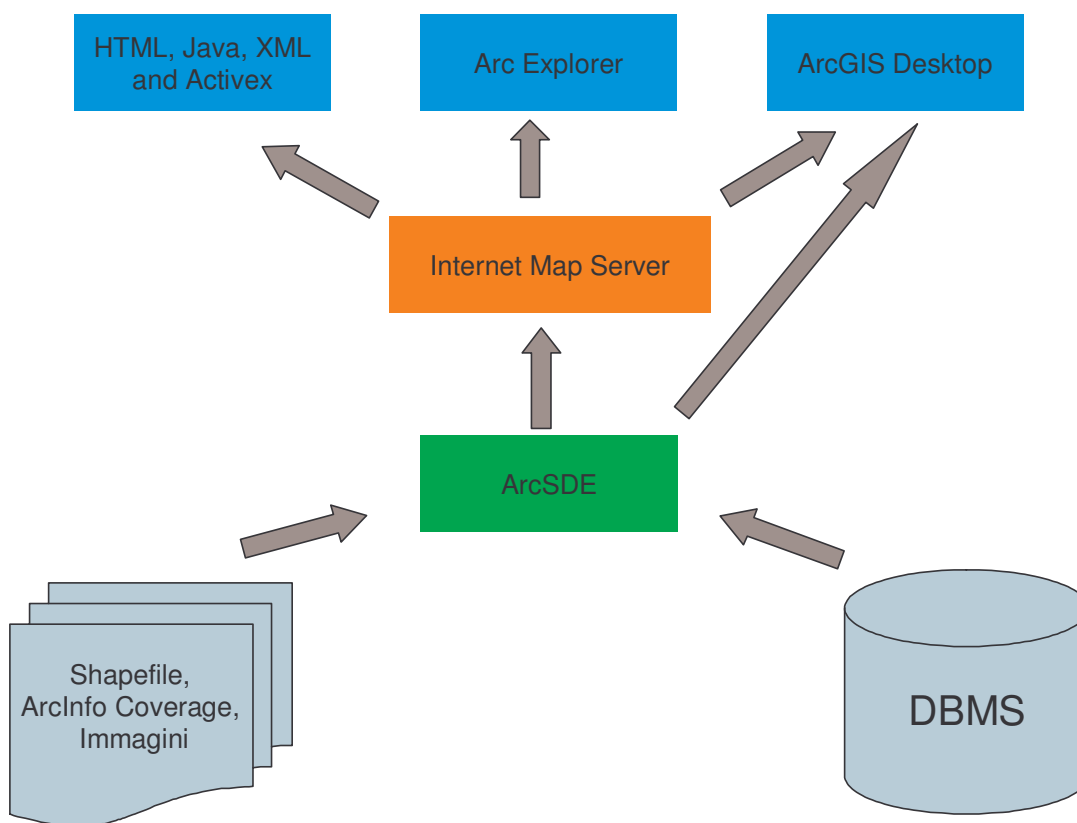 HTML, Java, XML
and Activex
Arc Explorer
ArcGIS Desktop
Internet Map Server
ArcSDE
Shapefile,
ArcInfo Coverage,
Immagini
DBMS